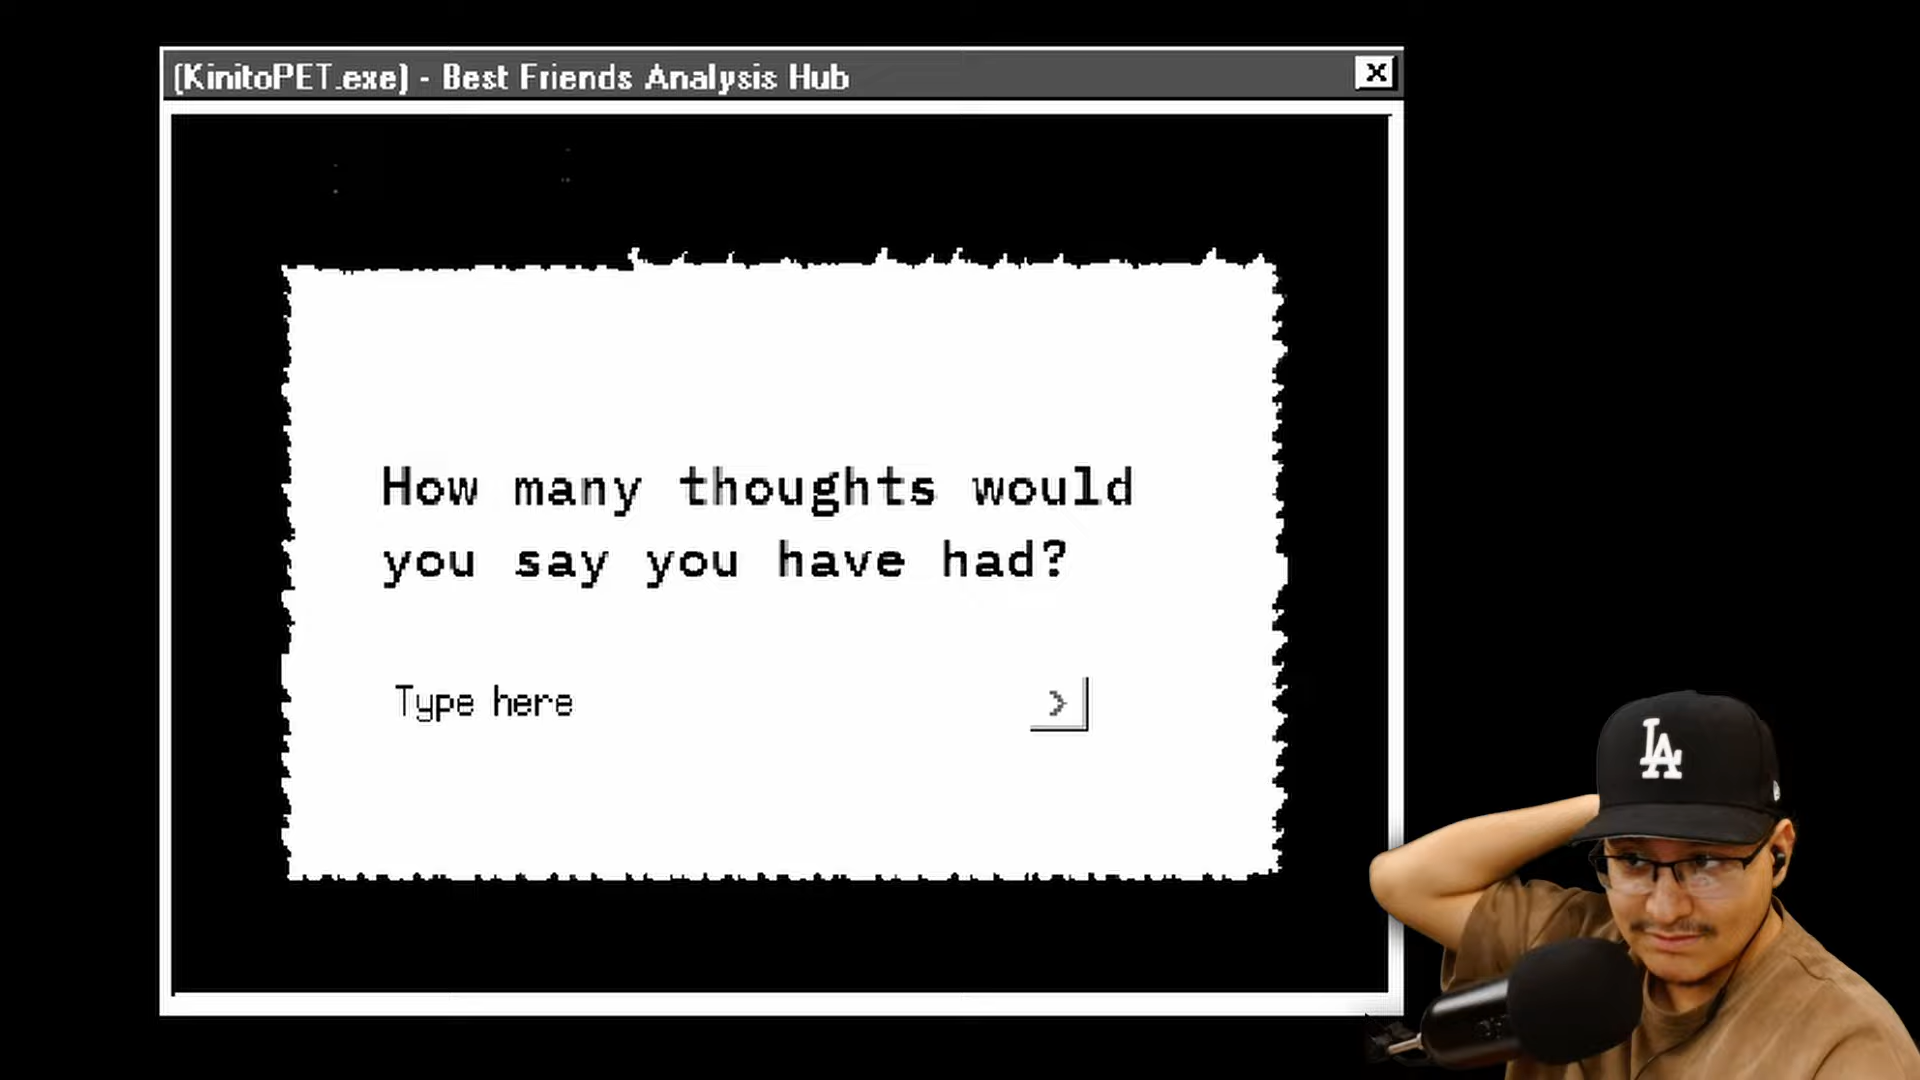 (KinitoPET.exe) - Best Friends Analysis Hub
How many thoughts would
you say you have had?
Type here
LA